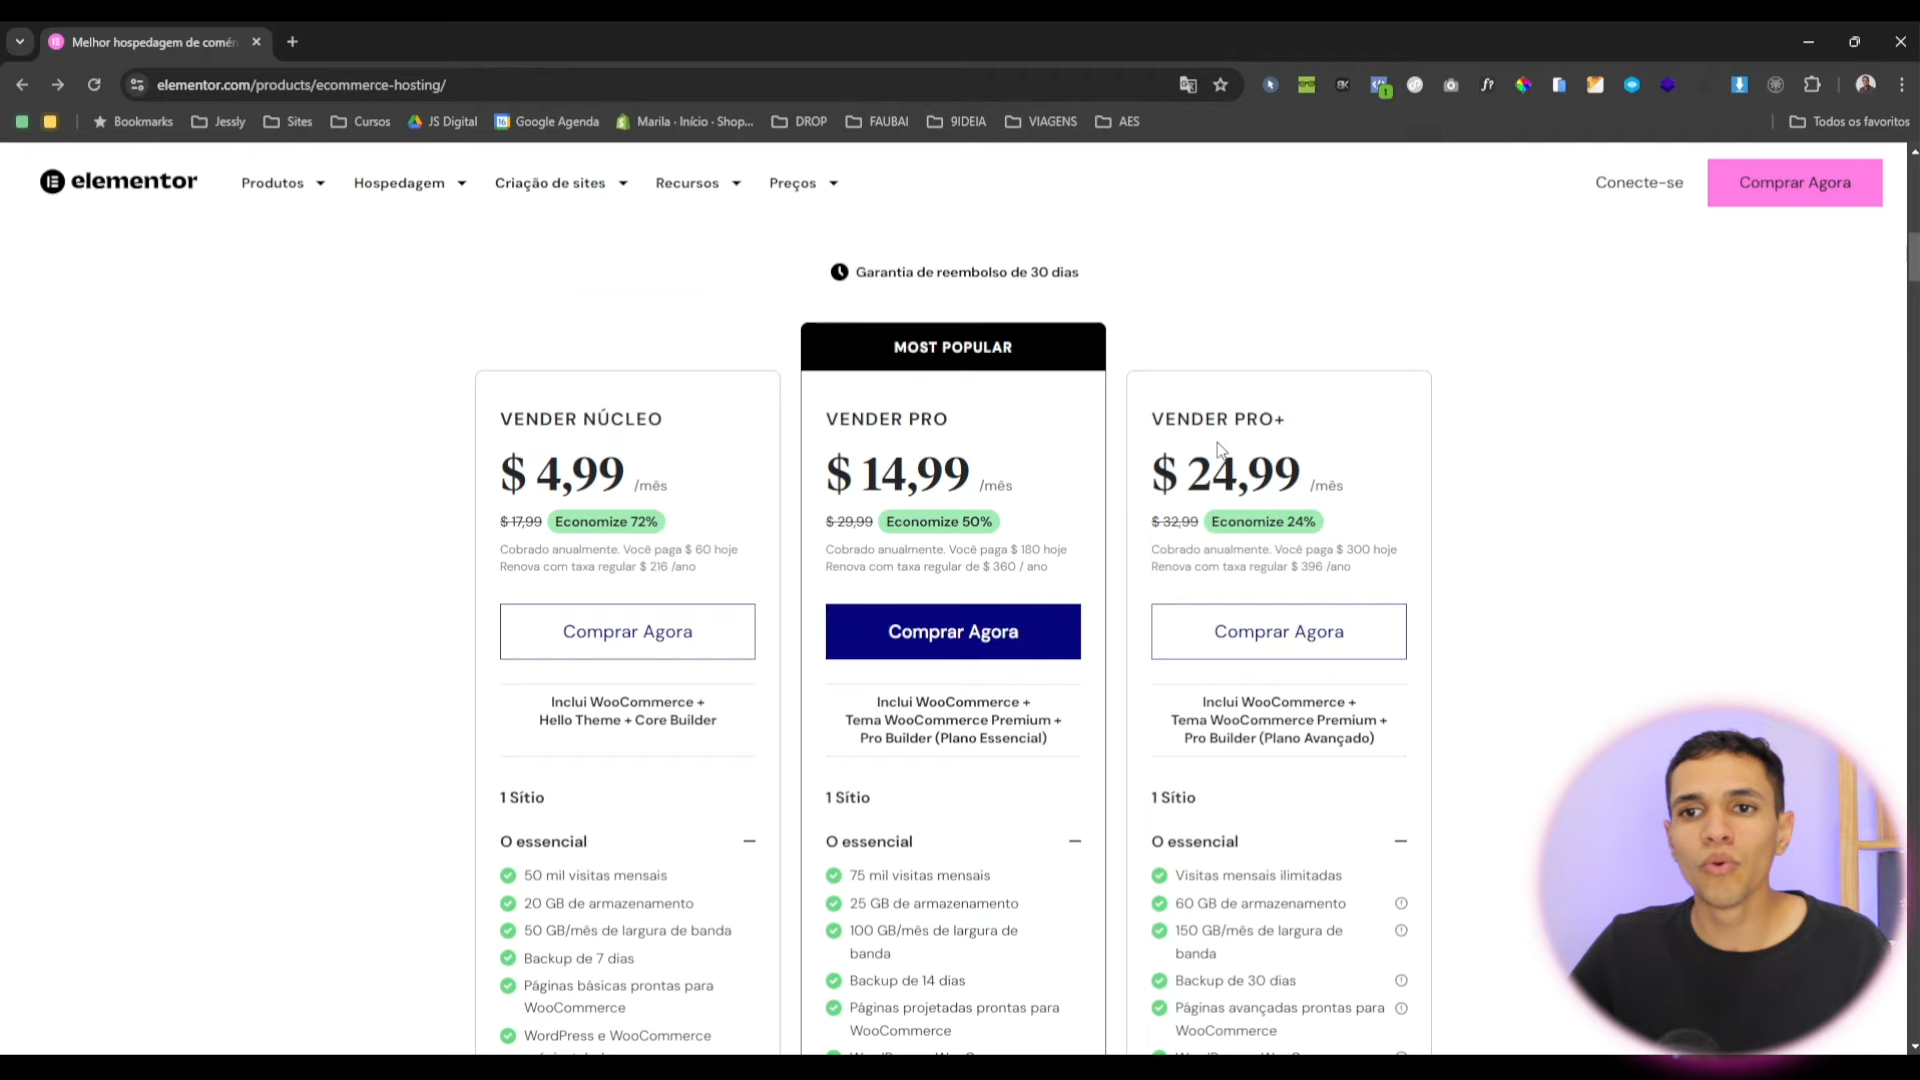 Melhor hospedagem de comér
elementor.com/products/ecommerce-hosting/
Bookmarks
Jessly
Sites
Cursos
JS Digital
Google Agenda
Marila · Início · Shop...
DROP
FAUBAI
9IDEIA
VIAGENS
AES
Todos os favoritos
elementor
Produtos
Hospedagem
Criação de sites
Recursos
Preços
Conecte-se
Comprar Agora
Garantia de reembolso de 30 dias
VENDER NÚCLEO
$ 4,99 /mês
$ 17,99 Economize 72%
Cobrado anualmente. Você paga $ 60 hoje
Renova com taxa regular $ 216 /ano
Comprar Agora
Inclui WooCommerce +
Hello Theme + Core Builder
1 Sítio
O essencial
50 mil visitas mensais
20 GB de armazenamento
50 GB/mês de largura de banda
Backup de 7 dias
Páginas básicas prontas para
WooCommerce
WordPress e WooCommerce
MOST POPULAR
VENDER PRO
$ 14,99 /mês
$ 29,99 Economize 50%
Cobrado anualmente. Você paga $ 180 hoje
Renova com taxa regular de $ 360 / ano
Comprar Agora
Inclui WooCommerce +
Tema WooCommerce Premium +
Pro Builder (Plano Essencial)
1 Sítio
O essencial
75 mil visitas mensais
25 GB de armazenamento
100 GB/mês de largura de
banda
Backup de 14 dias
Páginas projetadas prontas para
WooCommerce
VENDER PRO+
$ 24,99 /mês
$ 32,99 Economize 24%
Cobrado anualmente. Você paga $ 300 hoje
Renova com taxa regular $ 396 /ano
Comprar Agora
Inclui WooCommerce +
Tema WooCommerce Premium +
Pro Builder (Plano Avançado)
1 Sítio
O essencial
Visitas mensais ilimitadas
60 GB de armazenamento
150 GB/mês de largura de
banda
Backup de 30 dias
Páginas avançadas prontas para
WooCommerce